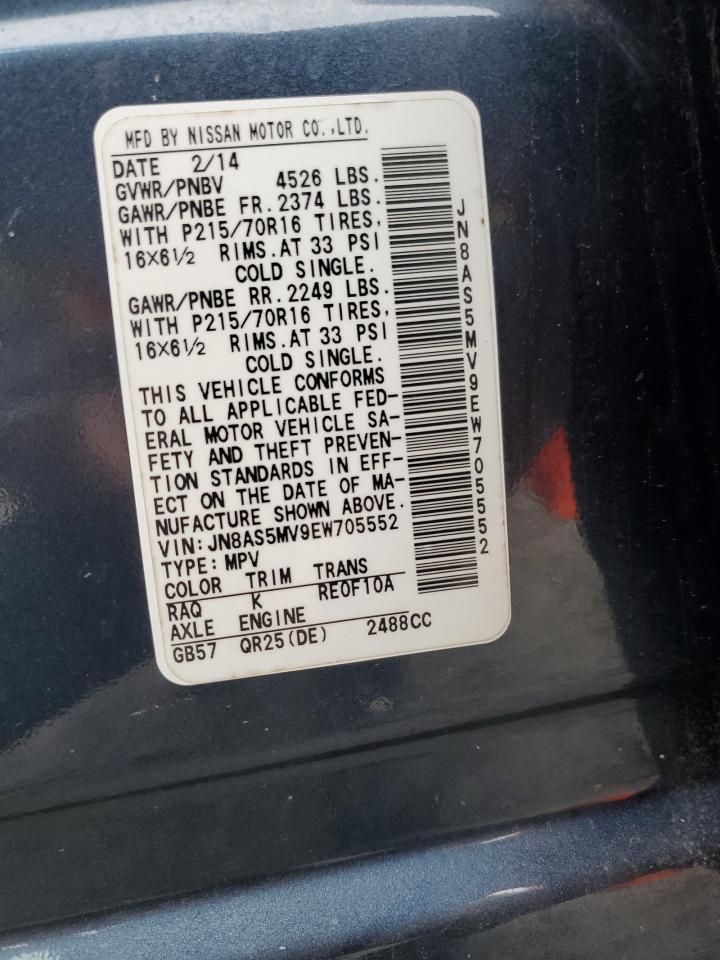 MFD BY NISSAN MOTOR CO.,LTD.
DATE 2/14
GVWR/PNBV 4526 LBS.
GAWR/PNBE FR. 2374 LBS.
WITH P215/70R16 TIRES,
16X6½ RIMS.AT 33 PSI
COLD SINGLE.
GAWR/PNBE RR. 2249 LBS.
WITH P215/70R16 TIRES,
16X6½ RIMS.AT 33 PSI
COLD SINGLE.
THIS VEHICLE CONFORMS
TO ALL APPLICABLE FED-
ERAL MOTOR VEHICLE SA-
FETY AND THEFT PREVEN-
TION STANDARDS IN EFF-
ECT ON THE DATE OF MA-
NUFACTURE SHOWN ABOVE.
VIN:JN8AS5MV9EW705552
TYPE:MPV
COLOR TRIM TRANS
RAQ K RE0F10A
AXLE ENGINE
GB57 QR25(DE) 2488CC
JN8AS5MV9EW705552